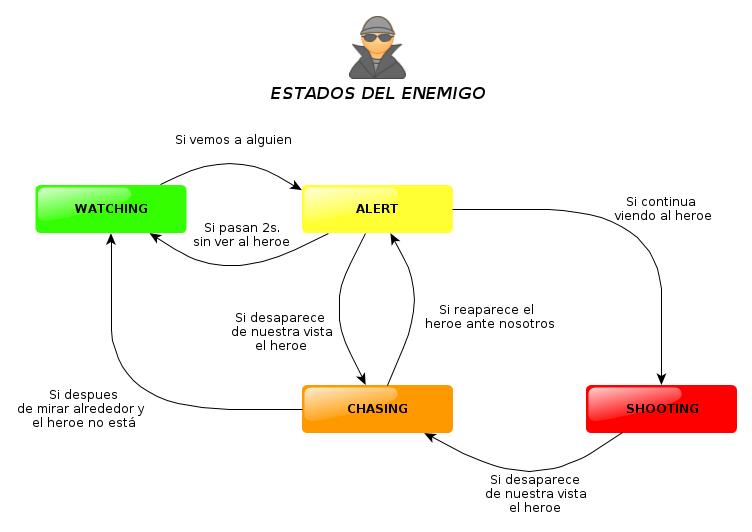 ESTADOS DEL ENEMIGO
Si vemos a alguien
WATCHING
ALERT
Si continua
viendo al heroe
Si pasan 2s.
sin ver al heroe
Si desaparece
de nuestra vista
el heroe
Si reaparece el
heroe ante nosotros
Si despues
de mirar alrededor y
el heroe no está
CHASING
SHOOTING
Si desaparece
de nuestra vista
el heroe